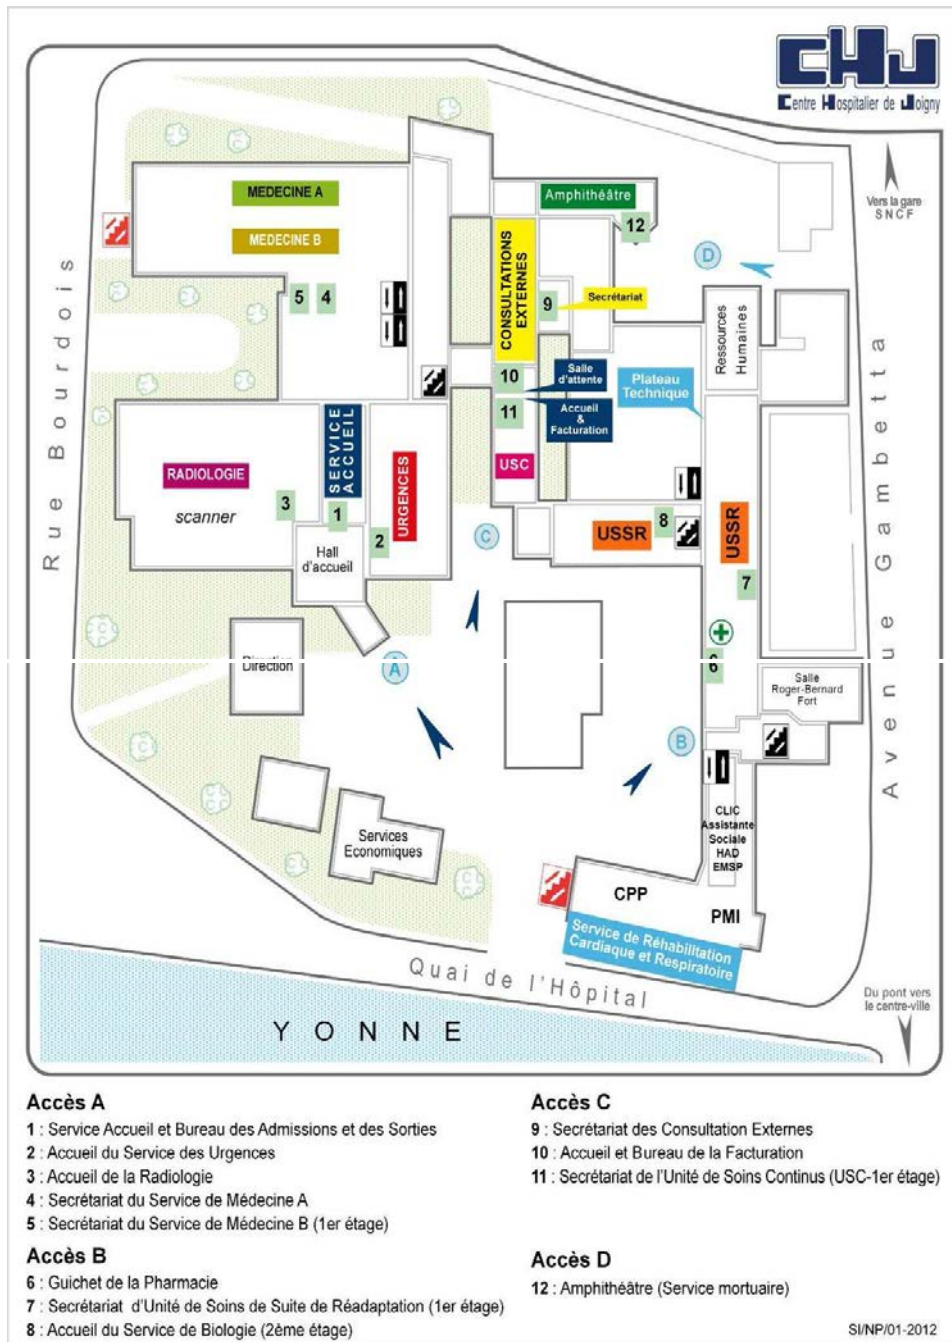 CHJ
Centre Hospitalier de Joigny
Vers la gare
SNCF
MEDECINE A
MEDECINE B
Amphithéâtre
12
D
CONSULTATIONS
EXTERNES
5
4
9
Secrétariat
Ressources
Humaines
Rue Bourdois
Avenue Gambetta
10
Salle
d'attente
Plateau
Technique
11
Accueil
&
Facturation
SERVICE
ACCUEIL
RADIOLOGIE
scanner
URGENCES
USC
3
1
2
Hall
d'accueil
C
USSR
8
USSR
7
6
Direction
A
B
Salle
Roger-Bernard
Fort
Services
Economiques
CLIC
Assistante
Sociale
HAD
EMSP
CPP
PMI
Service de Réhabilitation
Cardiaque et Respiratoire
Quai de l'Hôpital
Du pont vers
le centre-ville
YONNE
Accès A
1 : Service Accueil et Bureau des Admissions et des Sorties
2 : Accueil du Service des Urgences
3 : Accueil de la Radiologie
4 : Secrétariat du Service de Médecine A
5 : Secrétariat du Service de Médecine B (1er étage)
Accès B
6 : Guichet de la Pharmacie
7 : Secrétariat d'Unité de Soins de Suite de Réadaptation (1er étage)
8 : Accueil du Service de Biologie (2ème étage)
Accès C
9 : Secrétariat des Consultation Externes
10 : Accueil et Bureau de la Facturation
11 : Secrétariat de l'Unité de Soins Continus (USC-1er étage)
Accès D
12 : Amphithéâtre (Service mortuaire)
SI/NP/01-2012